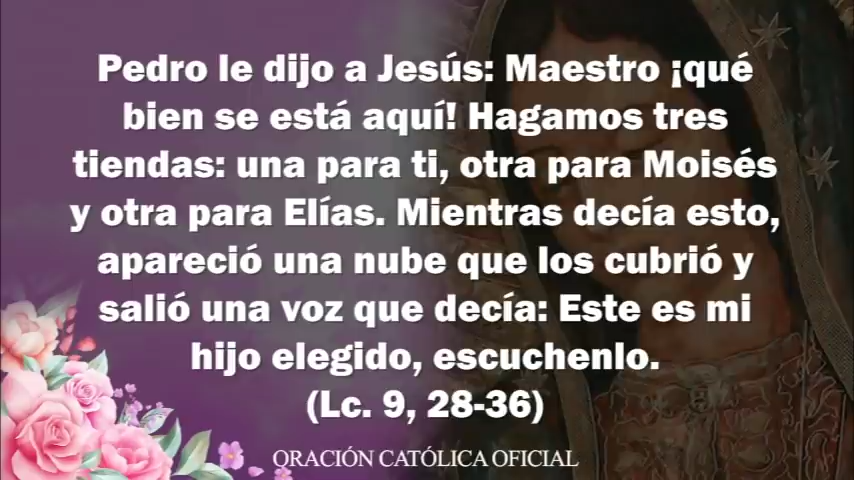 Pedro le dijo a Jesús: Maestro ¡qué
bien se está aquí! Hagamos tres
tiendas: una para ti, otra para Moisés
y otra para Elías. Mientras decía esto,
apareció una nube que los cubrió y
salió una voz que decía: Este es mi
hijo elegido, escuchenlo.
(Lc. 9, 28-36)
ORACIÓN CATÓLICA OFICIAL